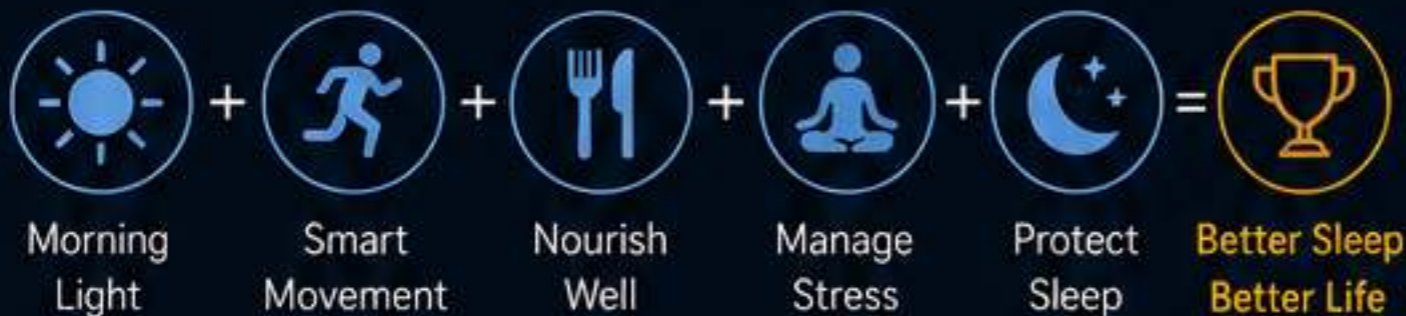 + + + + + =
Morning
Light
Smart
Movement
Nourish
Well
Manage
Stress
Protect
Sleep
Better Sleep
Better Life